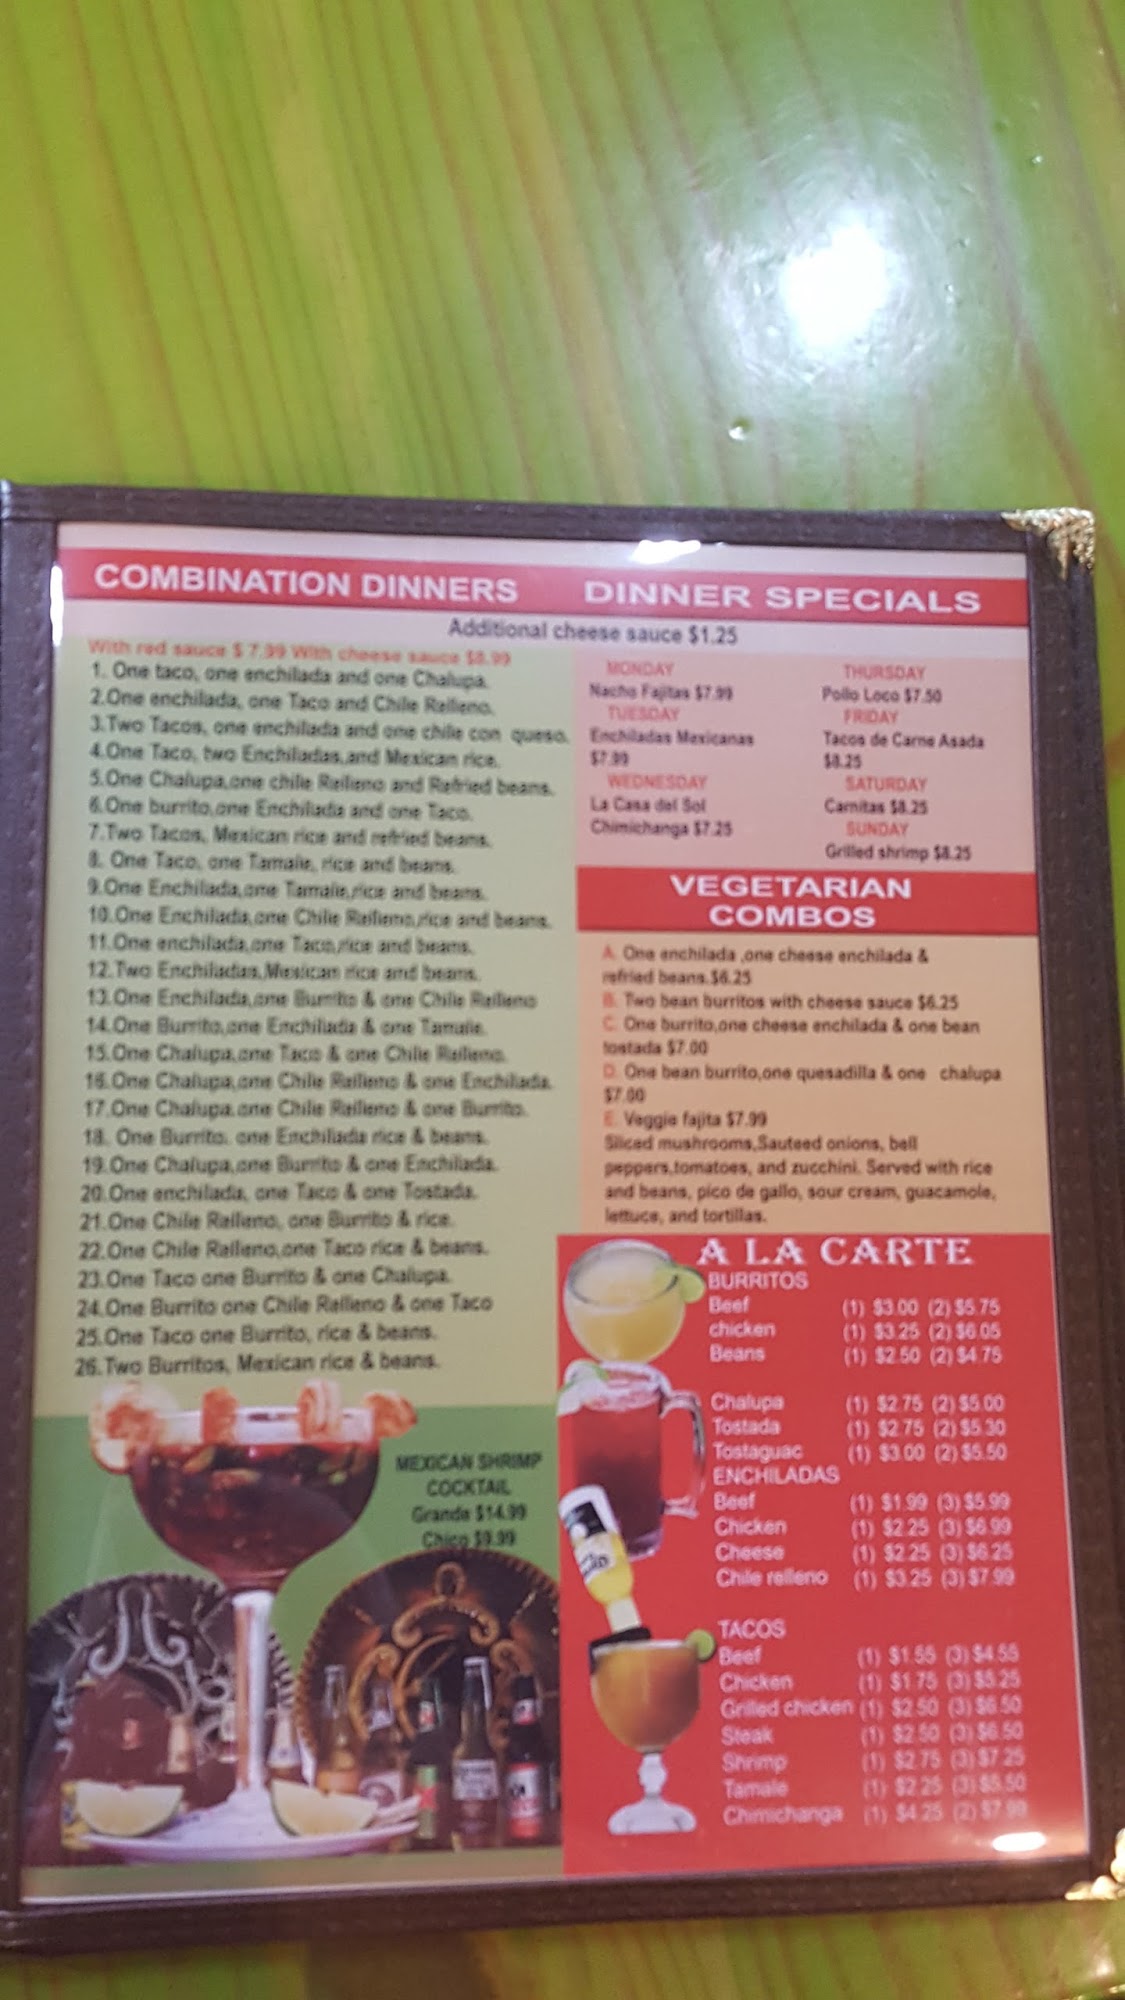 COMBINATION DINNERS
DINNER SPECIALS
Additional cheese sauce $1.25
With red sauce $ 7.99 With cheese sauce $8.99
1. One taco, one enchilada and one Chalupa.
2.One enchilada, one Taco and Chile Relleno.
3.Two Tacos, one enchilada and one chile con queso.
4.One Taco, two Enchiladas,and Mexican rice.
5.One Chalupa,one chile Relleno and Refried beans.
6.One burrito,one Enchilada and one Taco.
7.Two Tacos, Mexican rice and refried beans.
8. One Taco, one Tamale, rice and beans.
9.One Enchilada,one Tamale,rice and beans.
10.One Enchilada,one Chile Relleno,rice and beans.
11.One enchilada,one Taco,rice and beans.
12.Two Enchiladas,Mexican rice and beans.
13.One Enchilada,one Burrito & one Chile Relleno
14.One Burrito,one Enchilada & one Tamale.
15.One Chalupa,one Taco & one Chile Relleno.
16.One Chalupa,one Chile Relleno & one Enchilada.
17.One Chalupa.one Chile Relleno & one Burrito.
18. One Burrito. one Enchilada rice & beans.
19.One Chalupa,one Burrito & one Enchilada.
20.One enchilada, one Taco & one Tostada.
21.One Chile Relleno, one Burrito & rice.
22.One Chile Relleno,one Taco rice & beans.
23.One Taco one Burrito & one Chalupa.
24.One Burrito one Chile Relleno & one Taco
25.One Taco one Burrito, rice & beans.
26.Two Burritos, Mexican rice & beans.
MEXICAN SHRIMP
COCKTAIL
Grande $14.99
Chico $9.99
MONDAY
Nacho Fajitas $7.99
TUESDAY
Enchiladas Mexicanas
$7.99
WEDNESDAY
La Casa del Sol
Chimichanga $7.25
THURSDAY
Pollo Loco $7.50
FRIDAY
Tacos de Carne Asada
$8.25
SATURDAY
Carnitas $8.25
SUNDAY
Grilled shrimp $8.25
VEGETARIAN
COMBOS
A. One enchilada ,one cheese enchilada &
refried beans.$6.25
B. Two bean burritos with cheese sauce $6.25
C. One burrito,one cheese enchilada & one bean
tostada $7.00
D. One bean burrito,one quesadilla & one chalupa
$7.00
E. Veggie fajita $7.99
Sliced mushrooms,Sauteed onions, bell
peppers,tomatoes, and zucchini. Served with rice
and beans, pico de gallo, sour cream, guacamole,
lettuce, and tortillas.
A LA CARTE
BURRITOS
Beef (1) $3.00 (2) $5.75
chicken (1) $3.25 (2) $6.05
Beans (1) $2.50 (2) $4.75
Chalupa (1) $2.75 (2) $5.00
Tostada (1) $2.75 (2) $5.30
Tostaguac (1) $3.00 (2) $5.50
ENCHILADAS
Beef (1) $1.99 (3) $5.99
Chicken (1) $2.25 (3) $6.99
Cheese (1) $2.25 (3) $6.25
Chile relleno (1) $3.25 (3) $7.99
TACOS
Beef (1) $1.55 (3) $4.55
Chicken (1) $1.75 (3) $5.25
Grilled chicken (1) $2.50 (3) $6.50
Steak (1) $2.50 (3) $6.50
Shrimp (1) $2.75 (3) $7.25
Tamale (1) $2.25 (3) $5.50
Chimichanga (1) $4.25 (2) $7.99